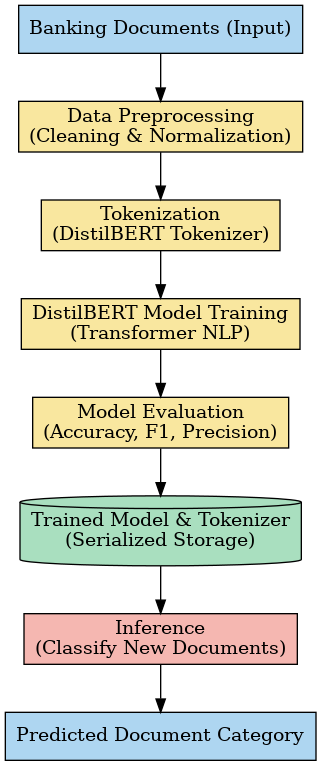 Banking Documents (Input)
Data Preprocessing
(Cleaning & Normalization)
Tokenization
(DistilBERT Tokenizer)
DistilBERT Model Training
(Transformer NLP)
Model Evaluation
(Accuracy, F1, Precision)
Trained Model & Tokenizer
(Serialized Storage)
Inference
(Classify New Documents)
Predicted Document Category